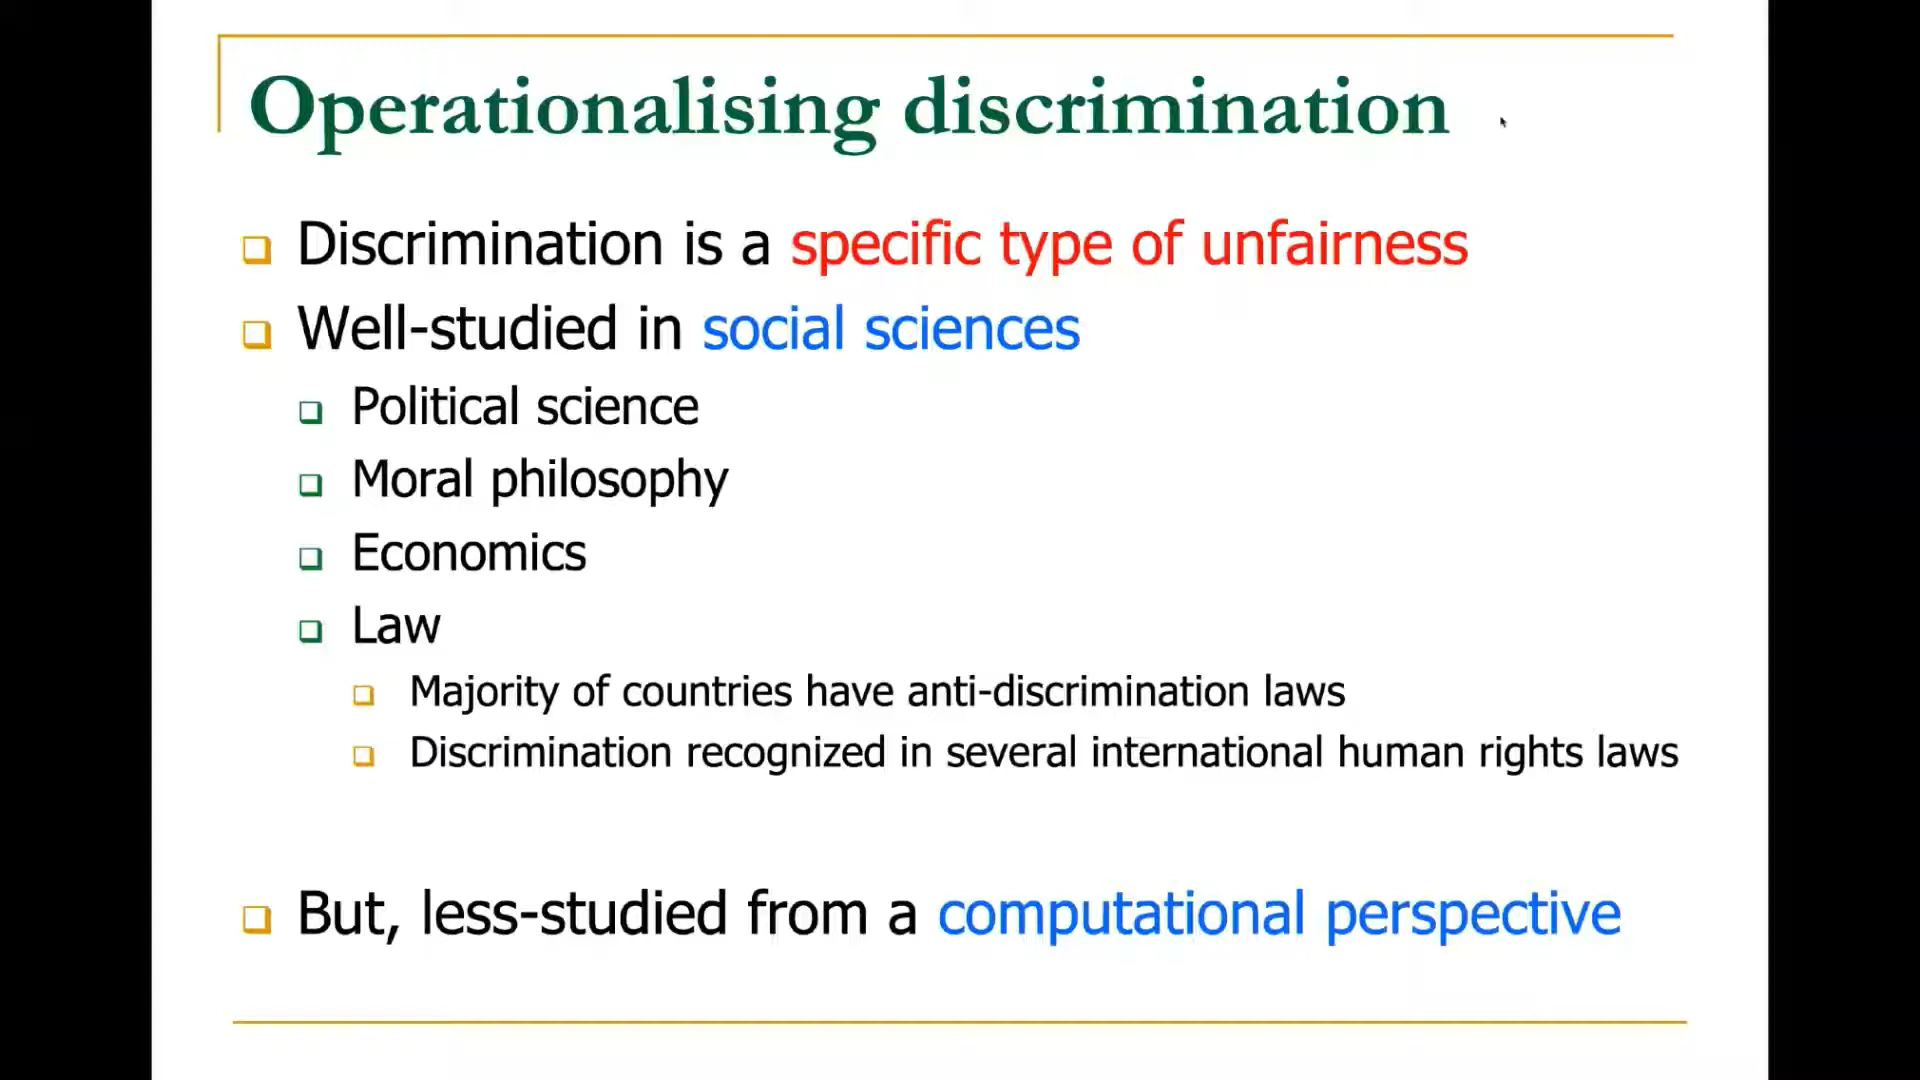 Operationalising discrimination
Discrimination is a specific type of unfairness
Well-studied in social sciences
Political science
Moral philosophy
Economics
Law
Majority of countries have anti-discrimination laws
Discrimination recognized in several international human rights laws
But, less-studied from a computational perspective